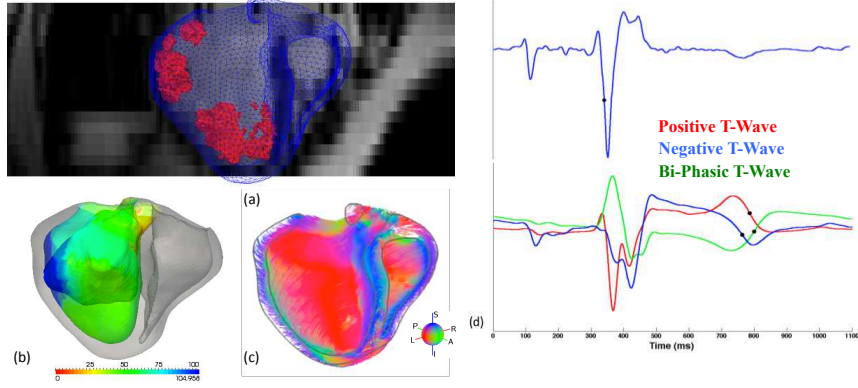 (a)
Positive T-Wave
Negative T-Wave
Bi-Phasic T-Wave
(b)
0 25 50 75 100
104.958
(c)
S
P R
L A
I
(d)
0 100 200 300 400 500 600 700 800 900 1000 1100
Time (ms)